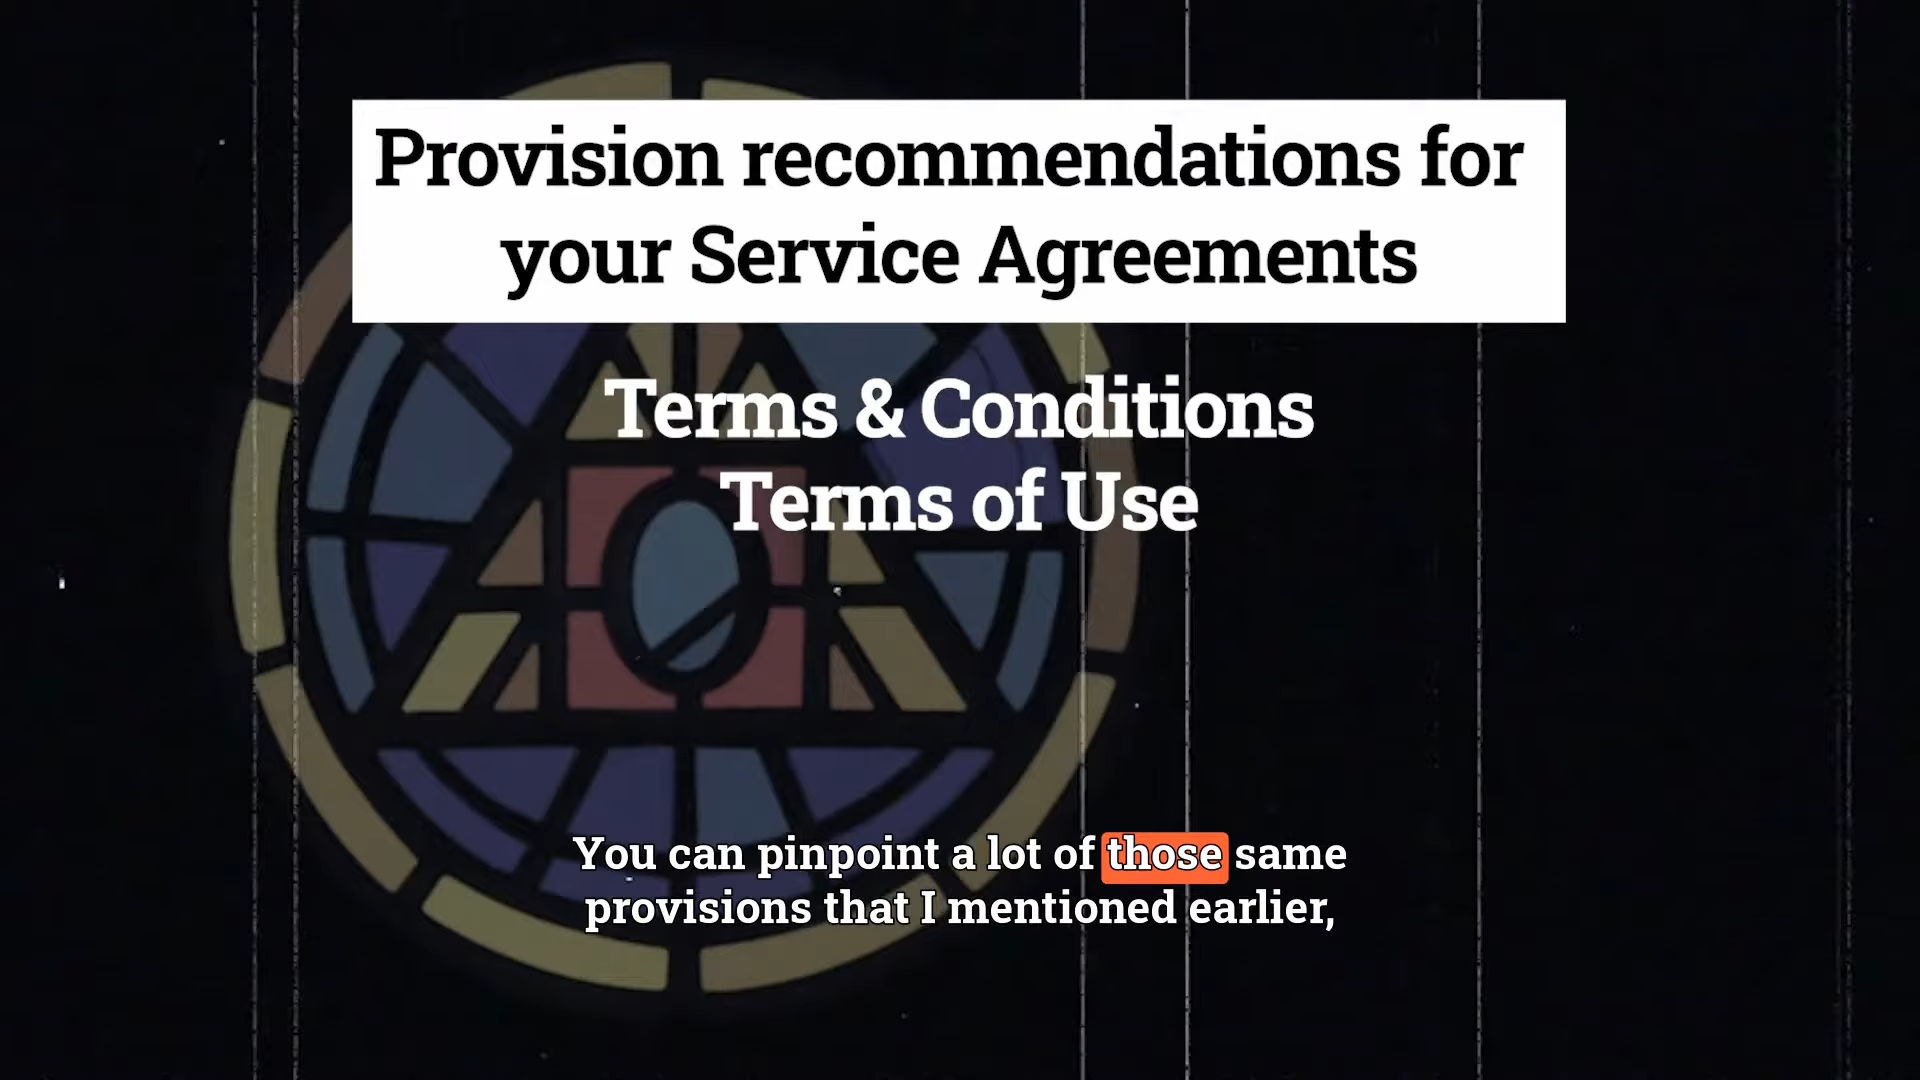 Provision recommendations for
your Service Agreements
Terms & Conditions
Terms of Use
You can pinpoint a lot of those same
provisions that I mentioned earlier,